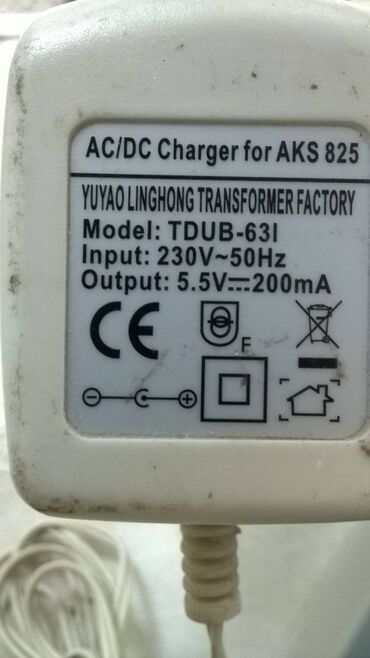 AC/DC Charger for AKS 825
YUYAO LINGHONG TRANSFORMER FACTORY
Model: TDUB-63I
Input: 230V~50Hz
Output: 5.5V⎓200mA
CE
F